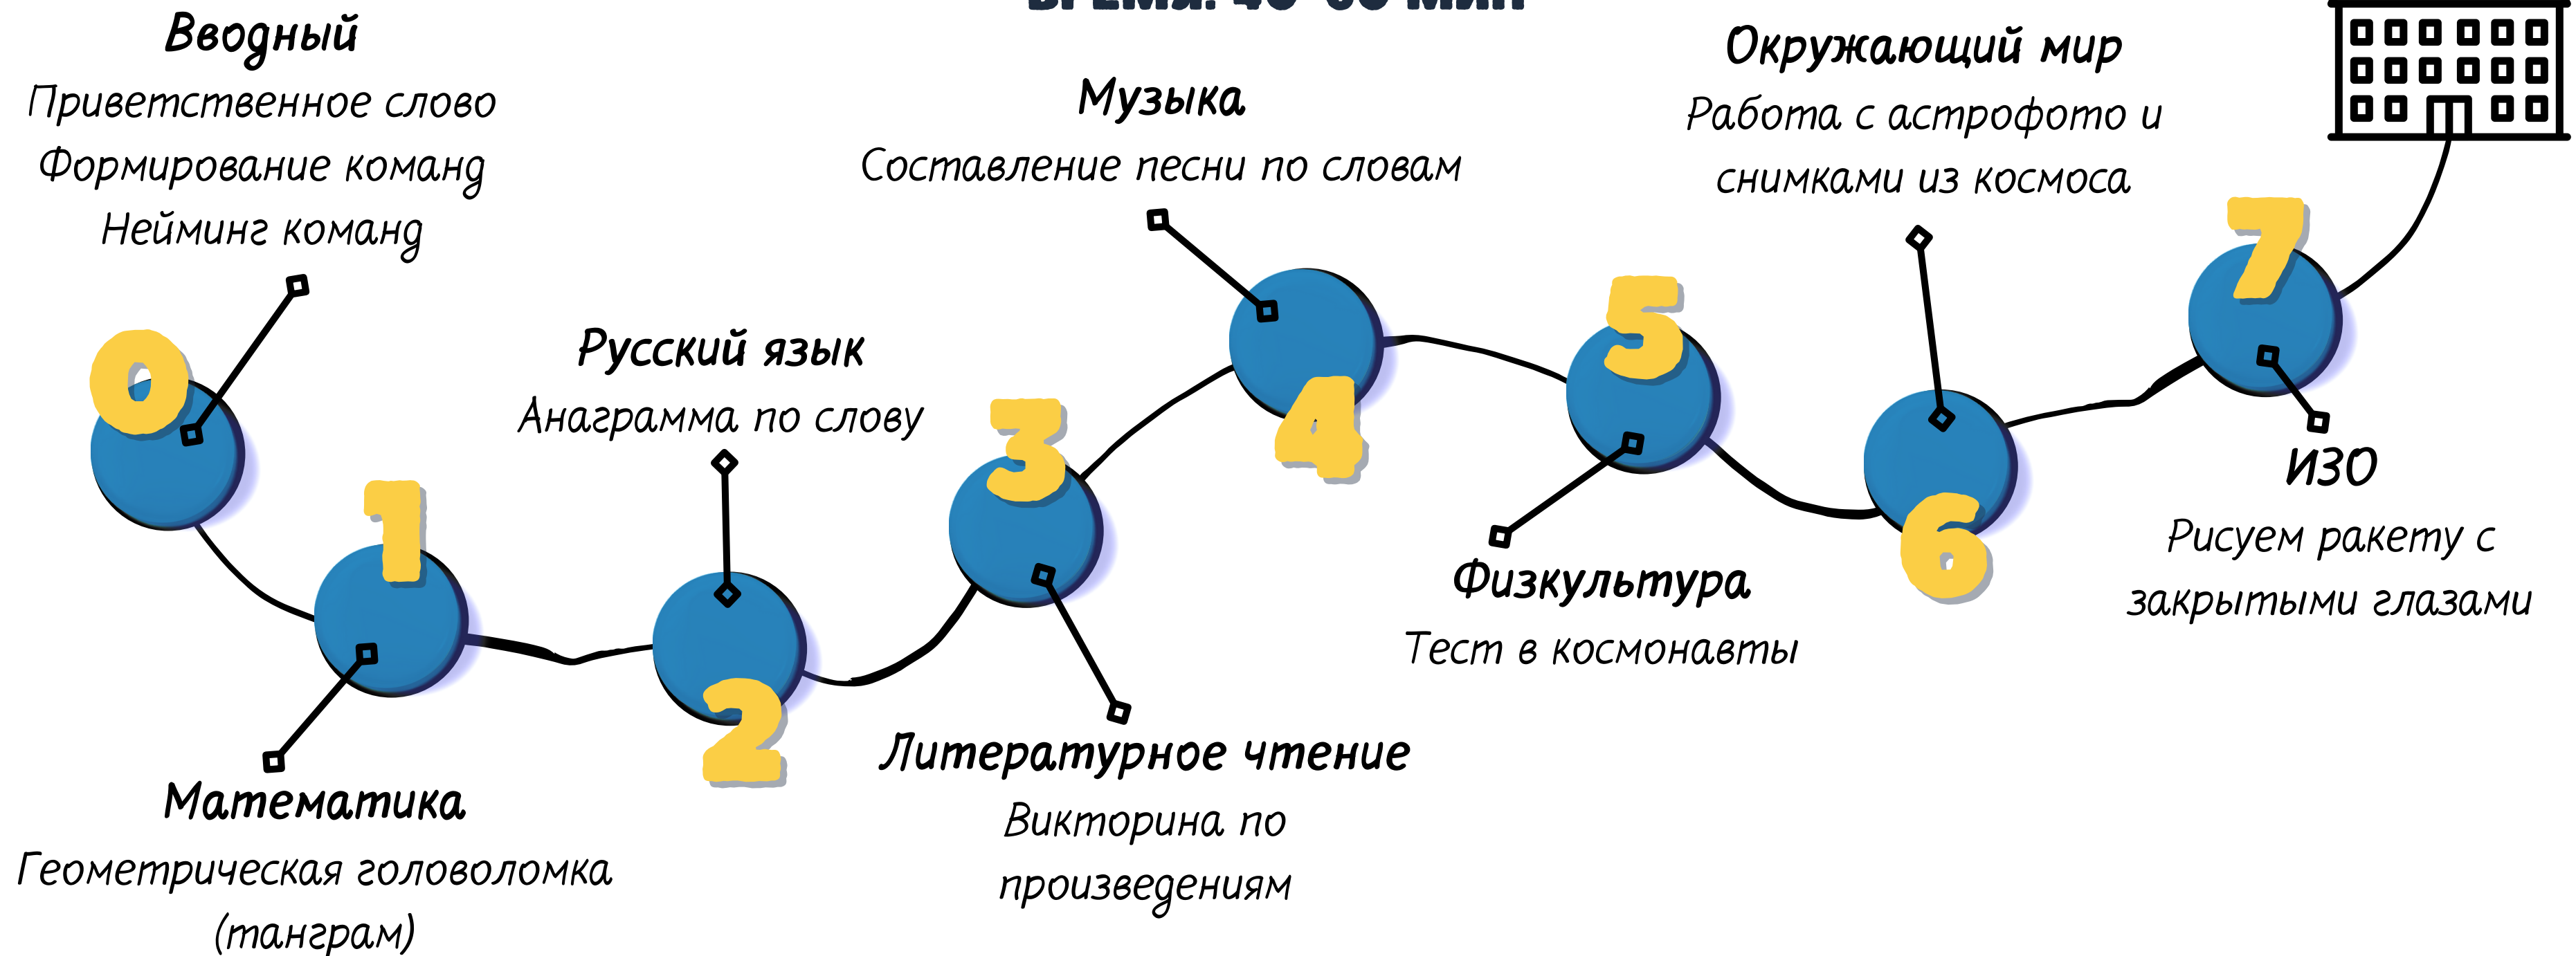 Вводный
Приветственное слово
Формирование команд
Нейминг команд
0
1
Математика
Геометрическая головоломка
(танграм)
Русский язык
Анаграмма по слову
2
3
Литературное чтение
Викторина по
произведениям
Музыка
Составление песни по словам
4
5
Физкультура
Тест в космонавты
Окружающий мир
Работа с астрофото и
снимками из космоса
6
7
ИЗО
Рисуем ракету с
закрытыми глазами